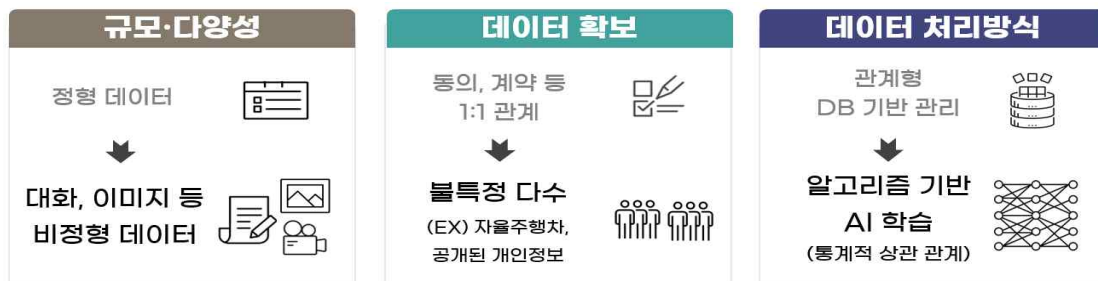 규모·다양성
정형 데이터
대화, 이미지 등
비정형 데이터
데이터 확보
동의, 계약 등
1:1 관계
불특정 다수
(EX) 자율주행차,
공개된 개인정보
데이터 처리방식
관계형
DB 기반 관리
알고리즘 기반
AI 학습
(통계적 상관 관계)